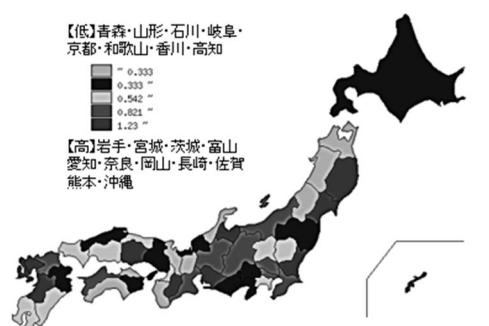 【低】青森・山形・石川・岐阜・
京都・和歌山・香川・高知
~ 0.333
0.333 ~
0.542 ~
0.821 ~
1.23 ~
【高】岩手・宮城・茨城・富山
愛知・奈良・岡山・長崎・佐賀
熊本・沖縄